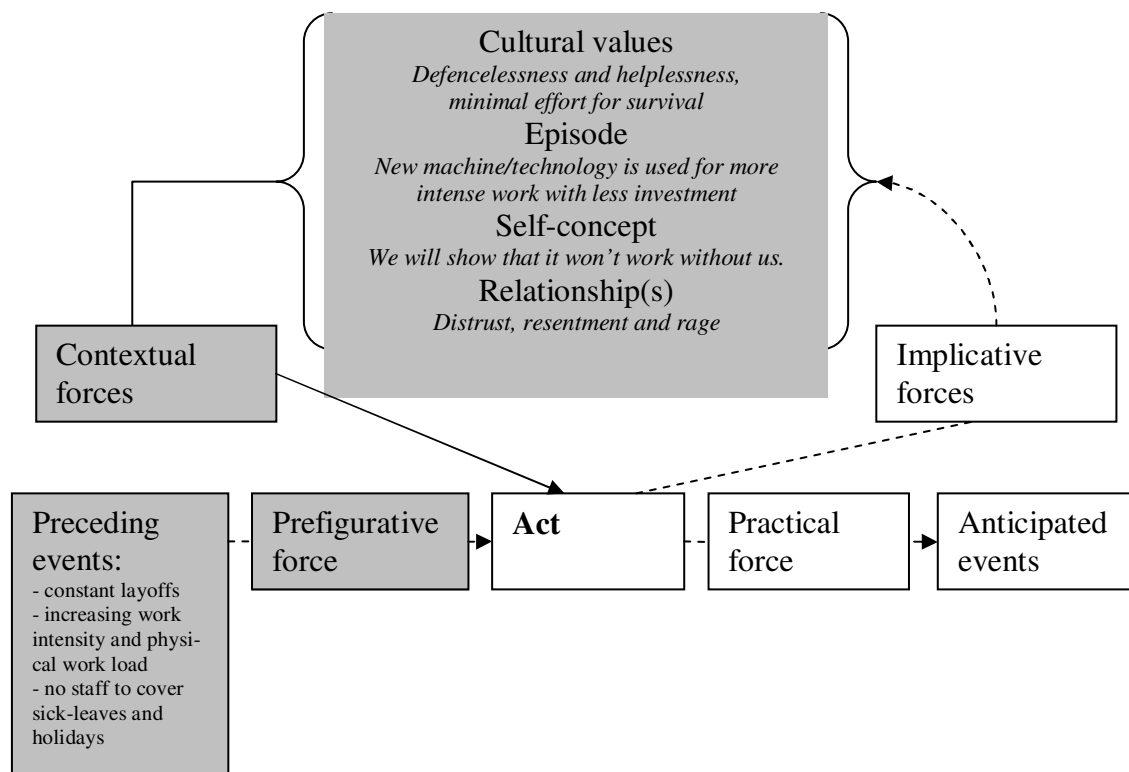 Cultural values
Defencelessness and helplessness,
minimal effort for survival
Episode
New machine/technology is used for more
intense work with less investment
Self-concept
We will show that it won’t work without us.
Relationship(s)
Distrust, resentment and rage
Contextual
forces
Implicative
forces
Preceding
events:
- constant layoffs
- increasing work
intensity and physi-
cal work load
- no staff to cover
sick-leaves and
holidays
Prefigurative
force
Act
Practical
force
Anticipated
events